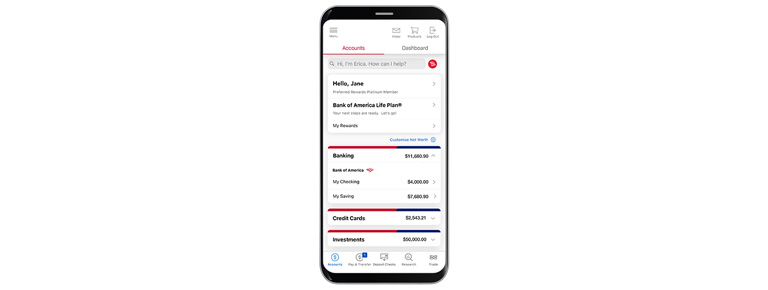 Menu
Inbox Products Log Out
Accounts Dashboard
Hi, I'm Erica. How can I help?
Hello, Jane
Preferred Rewards Premium Member
Bank of America Life Plan®
Your next steps are ready. Let's go!
My Rewards
Customize Net Worth
Banking $11,680.90
Bank of America
My Checking $4,000.00
My Saving $7,680.90
Credit Cards $2,543.21
Investments $50,000.00
Accounts Pay & Transfer Deposit Checks Research Trade